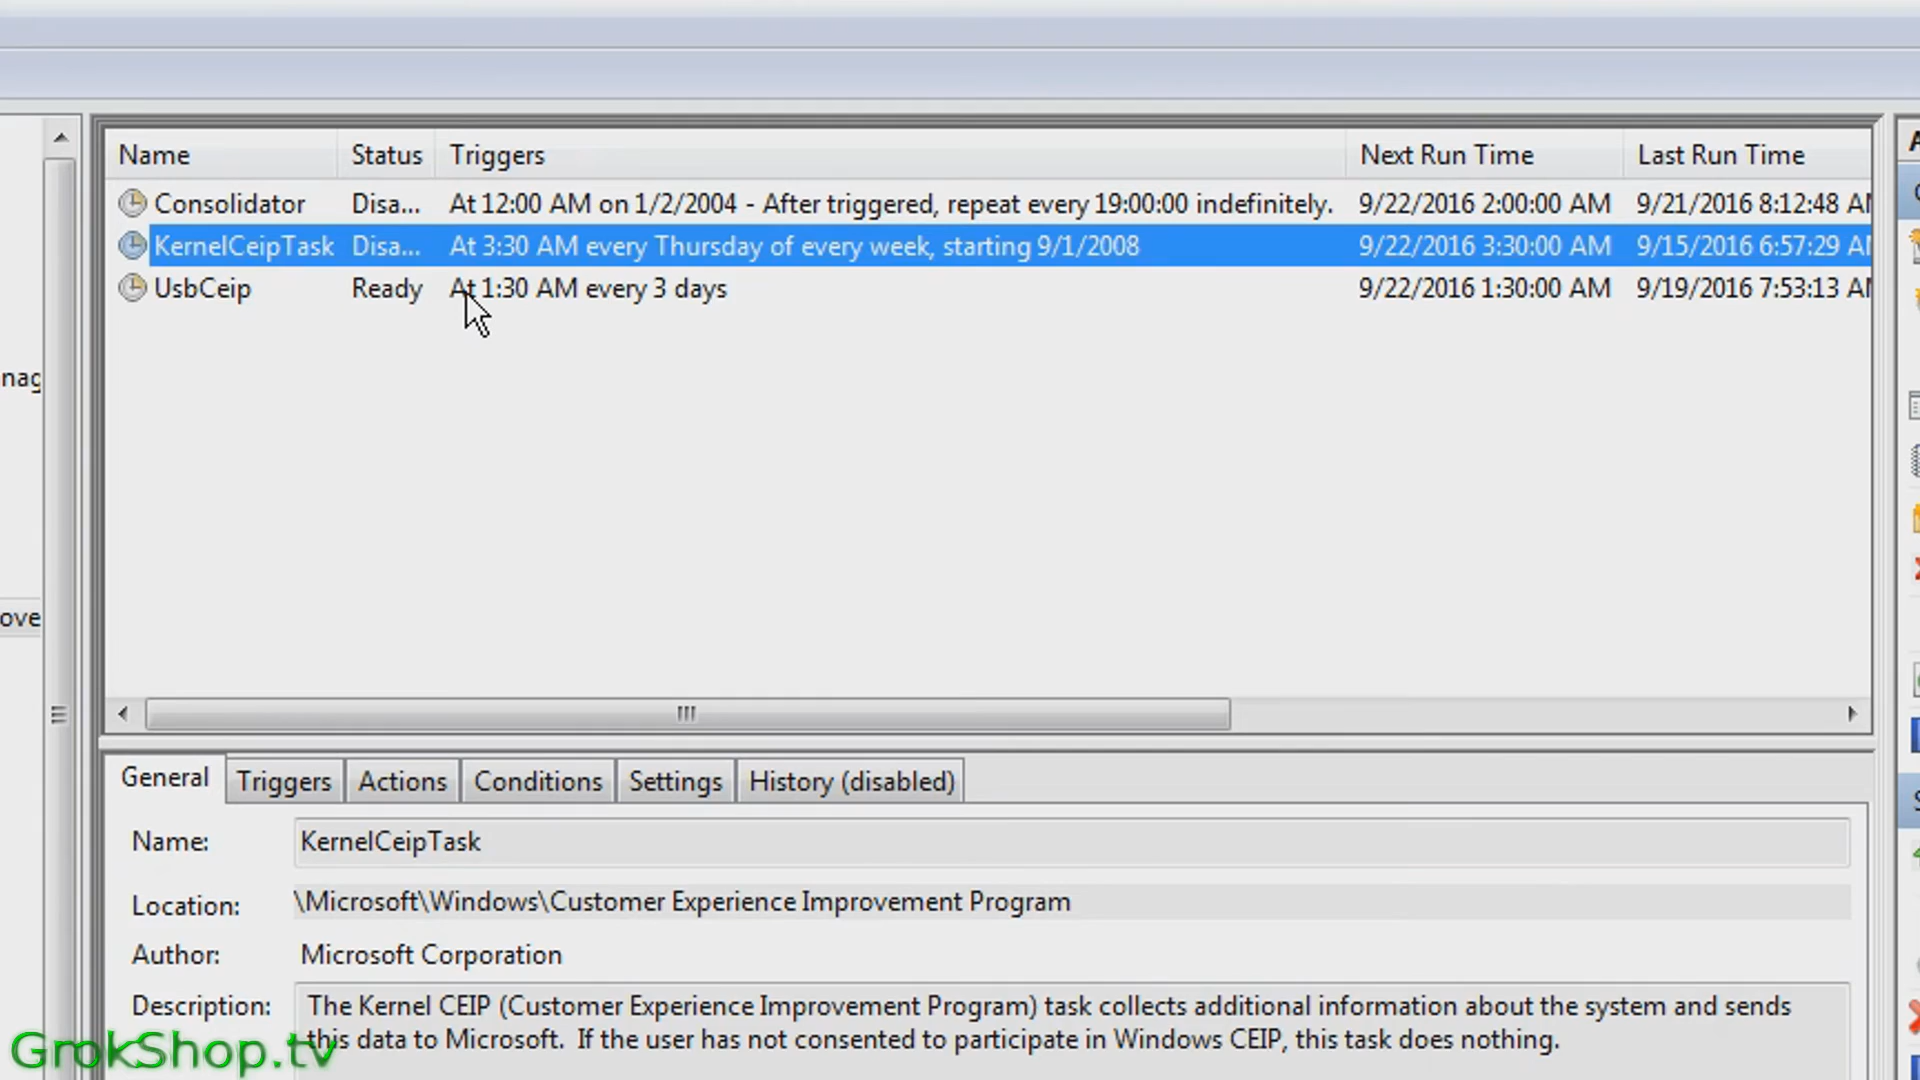 Name Status Triggers Next Run Time Last Run Time
Consolidator Disa... At 12:00 AM on 1/2/2004 - After triggered, repeat every 19:00:00 indefinitely. 9/22/2016 2:00:00 AM 9/21/2016 8:12:48 AM
KernelCeipTask Disa... At 3:30 AM every Thursday of every week, starting 9/1/2008 9/22/2016 3:30:00 AM 9/15/2016 6:57:29 AM
UsbCeip Ready At 1:30 AM every 3 days 9/22/2016 1:30:00 AM 9/19/2016 7:53:13 AM
nag
ove
General Triggers Actions Conditions Settings History (disabled)
Name: KernelCeipTask
Location: \Microsoft\Windows\Customer Experience Improvement Program
Author: Microsoft Corporation
Description: The Kernel CEIP (Customer Experience Improvement Program) task collects additional information about the system and sends
this data to Microsoft. If the user has not consented to participate in Windows CEIP, this task does nothing.
GrokShop.tv